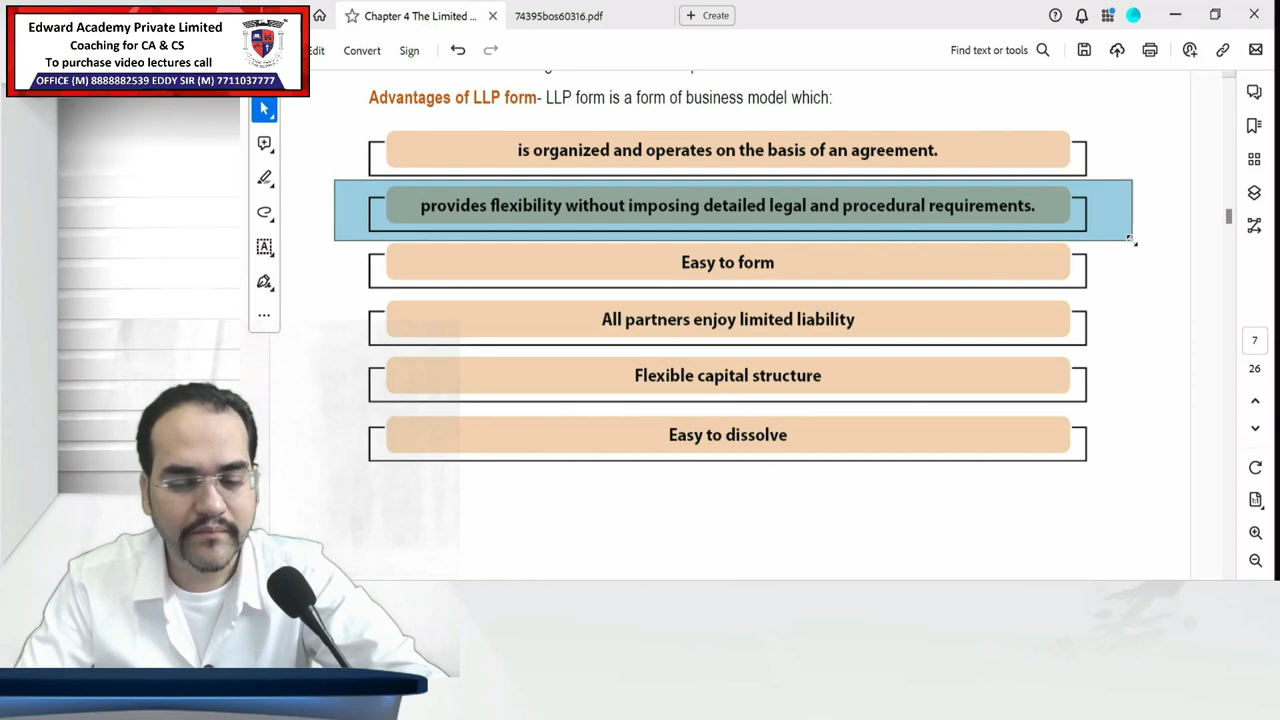 Edward Academy Private Limited
Coaching for CA & CS
To purchase video lectures call
OFFICE (M) 8888882539 EDDY SIR (M) 7711037777
Chapter 4 The Limited ...
74395bos60316.pdf
Create
Edit
Convert
Sign
Find text or tools
Advantages of LLP form- LLP form is a form of business model which:
is organized and operates on the basis of an agreement.
provides flexibility without imposing detailed legal and procedural requirements.
Easy to form
All partners enjoy limited liability
Flexible capital structure
Easy to dissolve
7
26